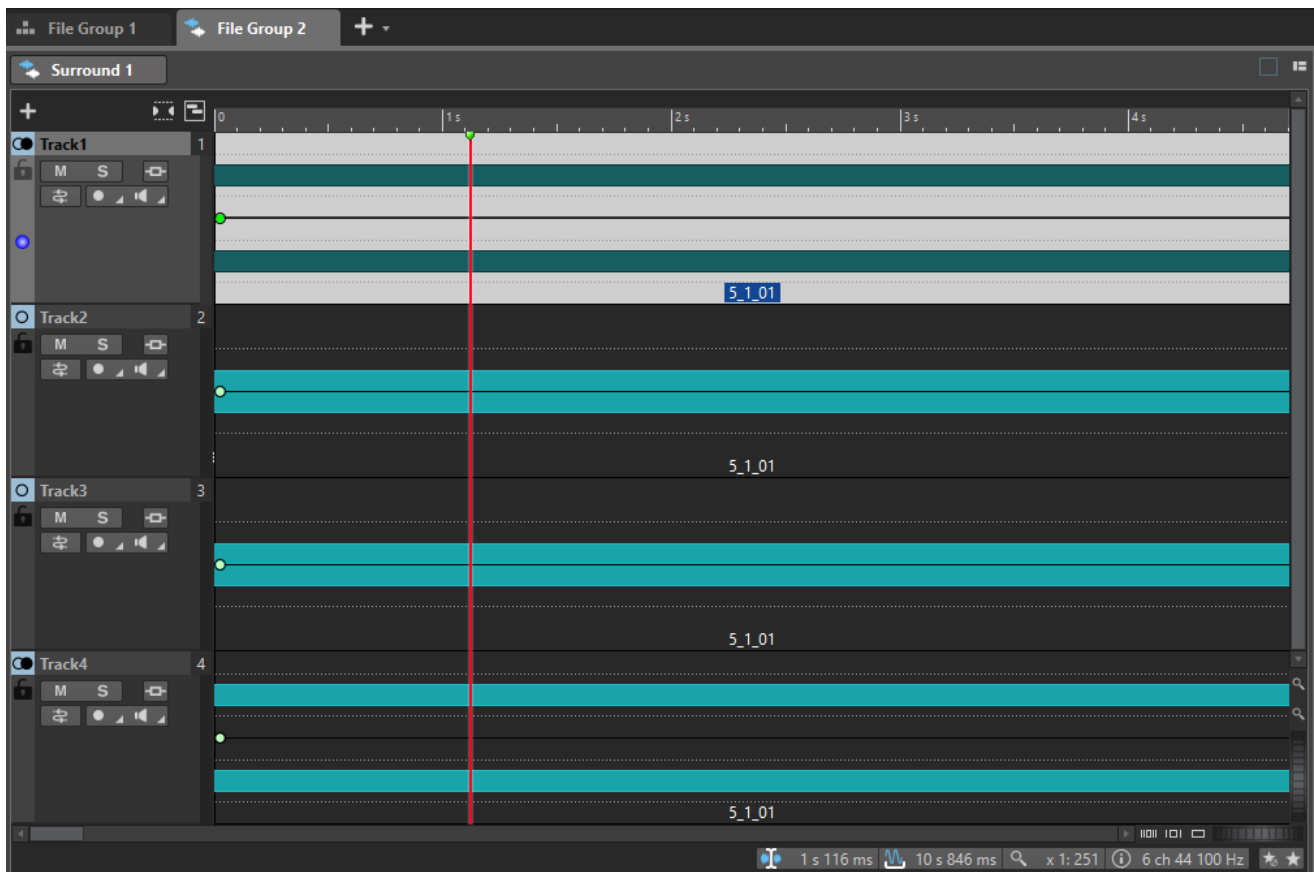 File Group 1 File Group 2
Surround 1
0 1 s 2 s 3 s 4 s
Track1 1
M S
5_1_01
Track2 2
M S
5_1_01
Track3 3
M S
5_1_01
Track4 4
M S
5_1_01
1 s 116 ms 10 s 846 ms x 1: 251 6 ch 44 100 Hz